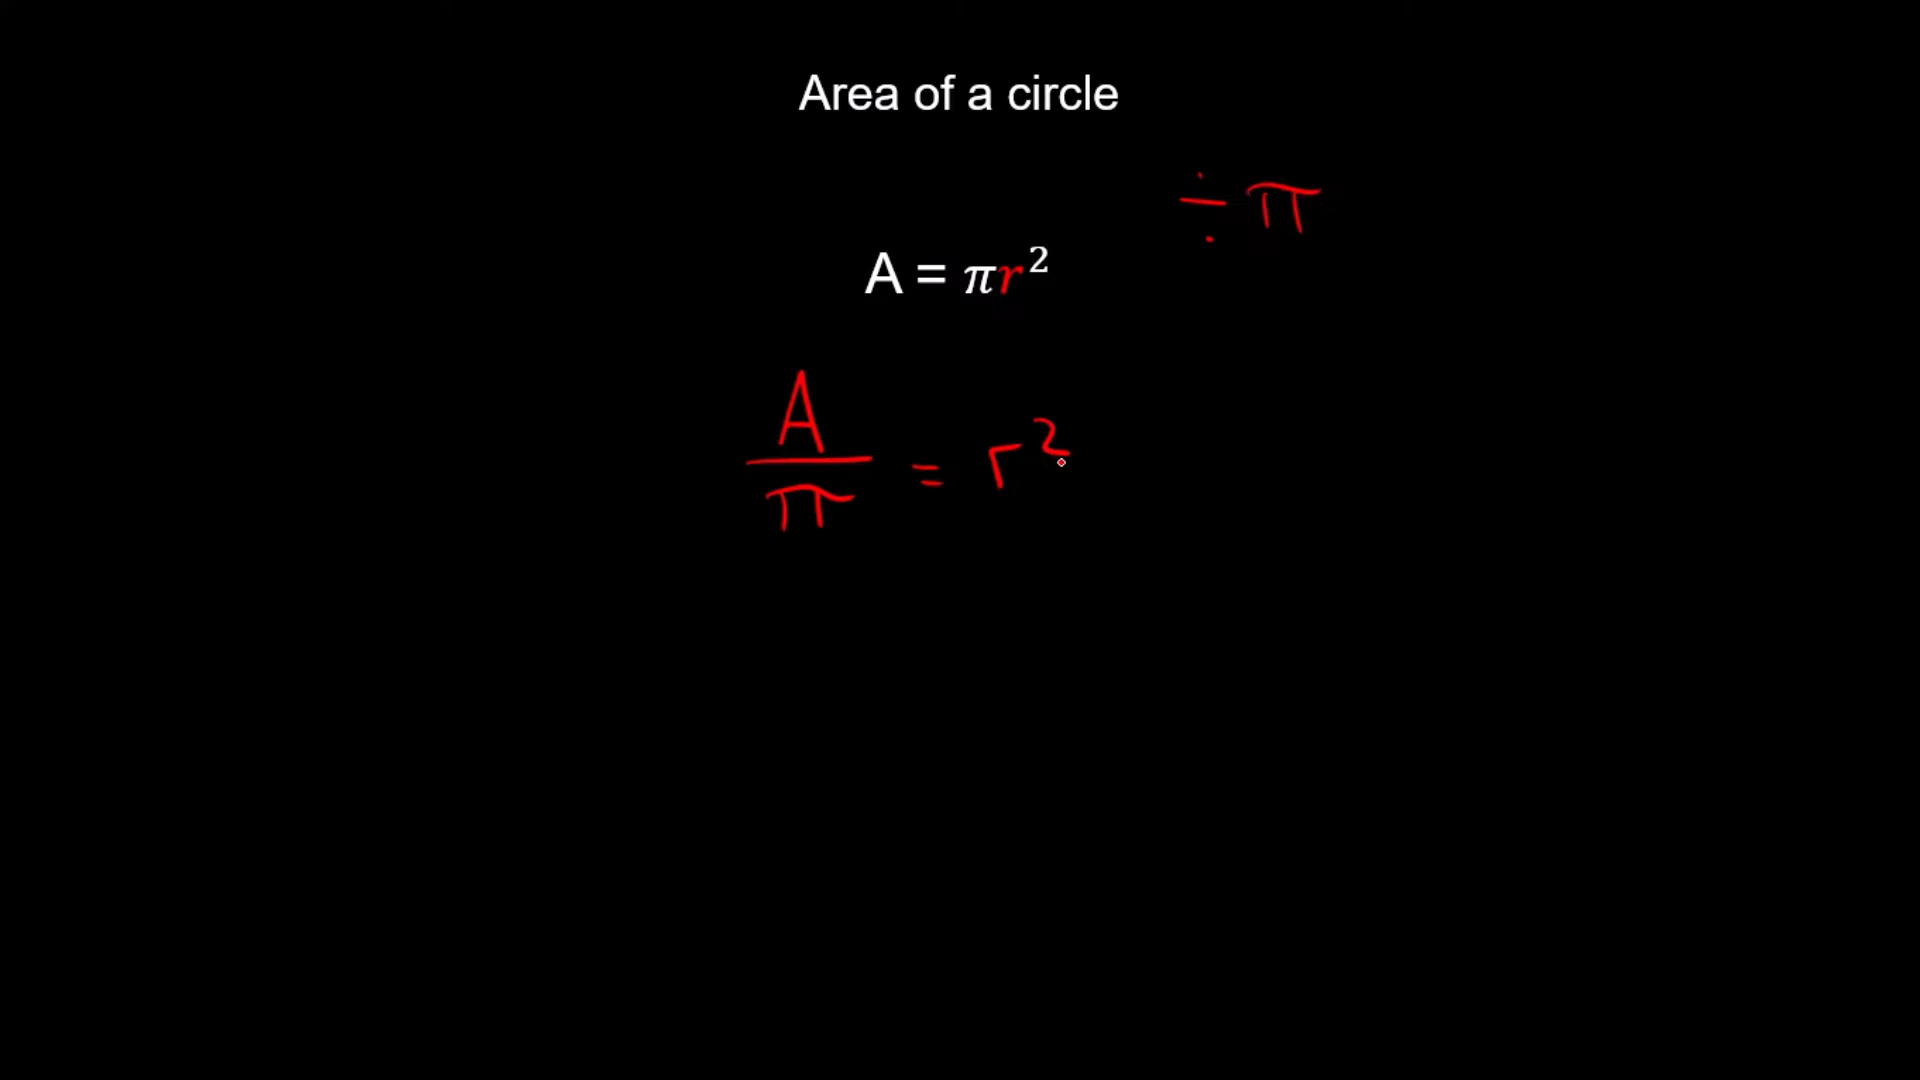 Area of a circle
÷ π
A = πr²
A/π = r²